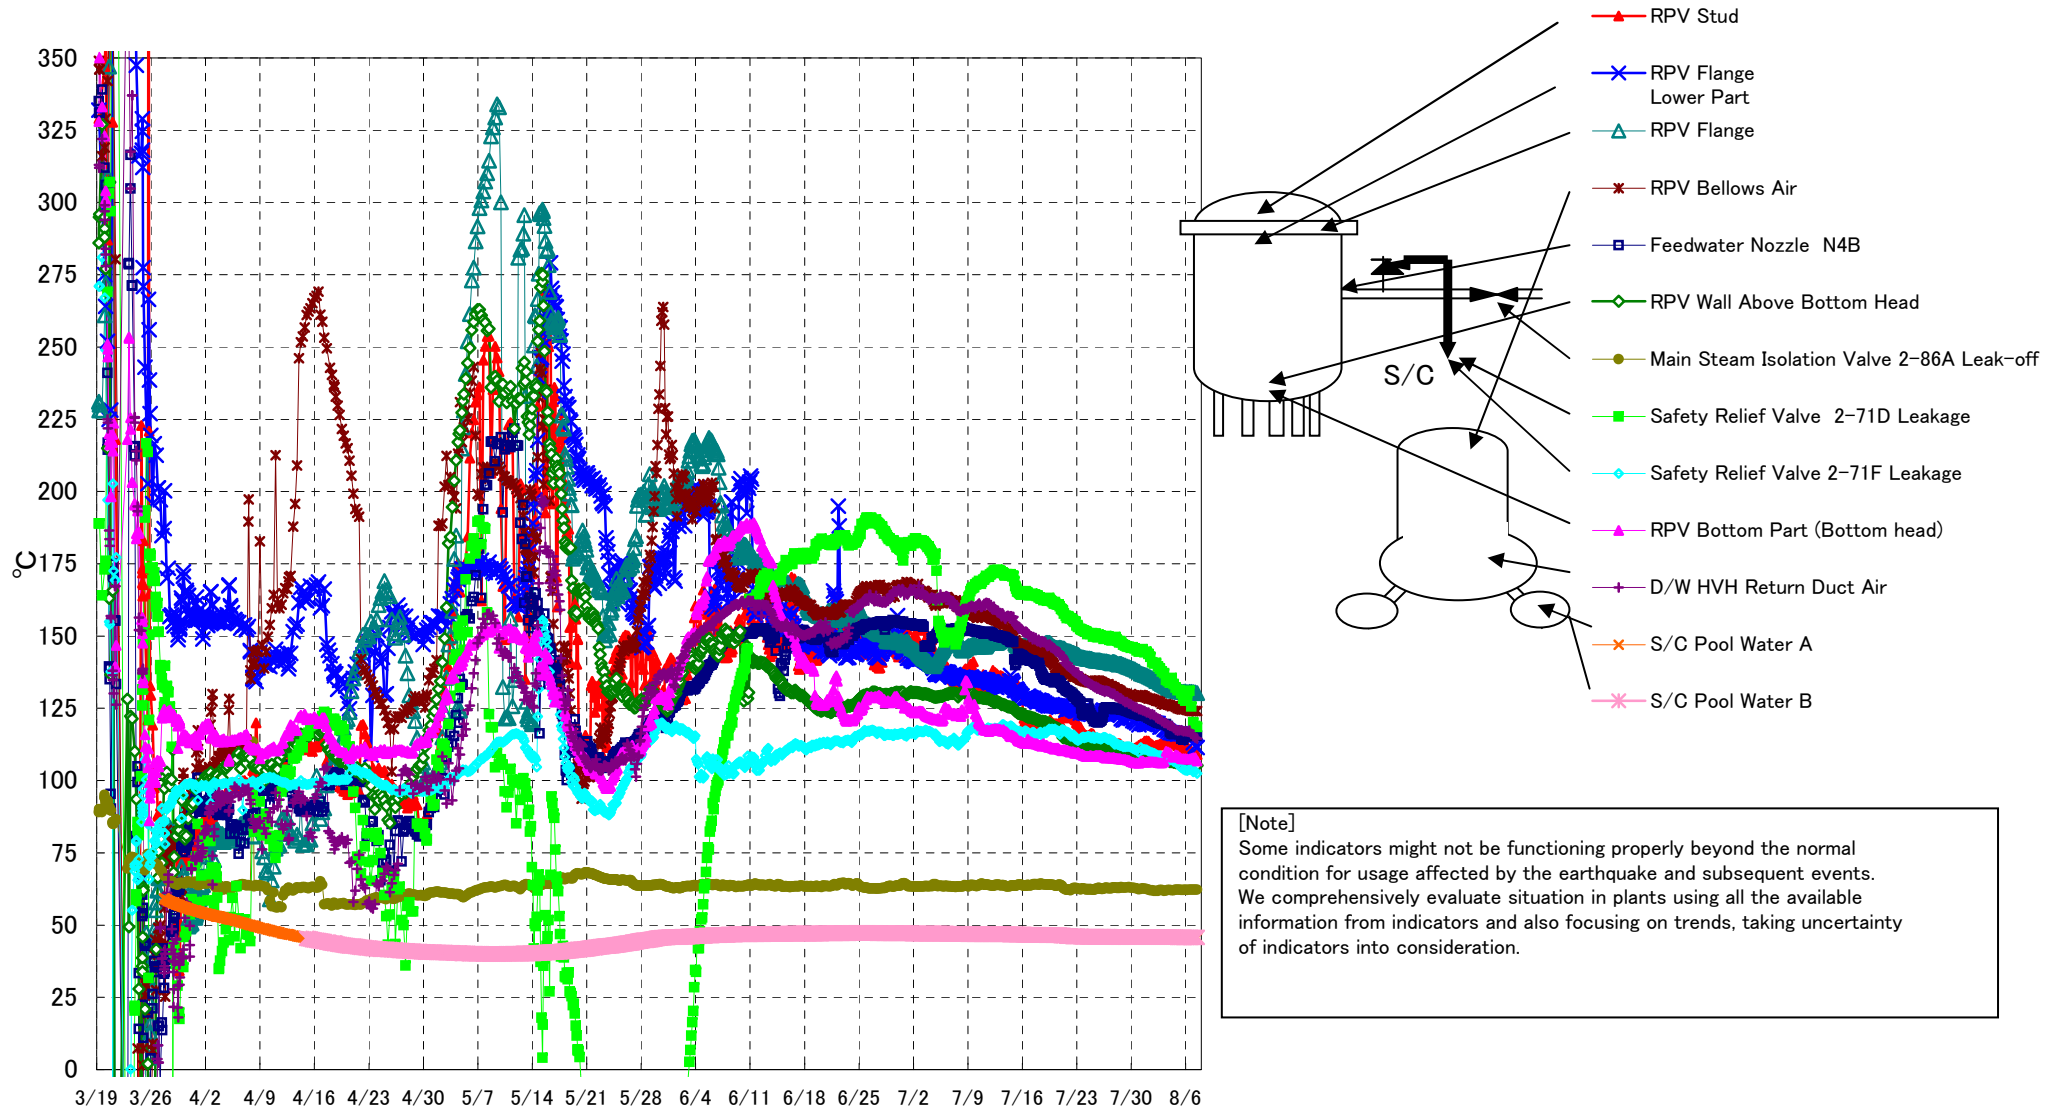 350
325
300
275
250
225
200
175
150
125
100
75
50
25
0
℃
3/19 3/26 4/2 4/9 4/16 4/23 4/30 5/7 5/14 5/21 5/28 6/4 6/11 6/18 6/25 7/2 7/9 7/16 7/23 7/30 8/6
RPV Stud
RPV Flange
Lower Part
RPV Flange
RPV Bellows Air
Feedwater Nozzle N4B
RPV Wall Above Bottom Head
Main Steam Isolation Valve 2-86A Leak-off
Safety Relief Valve 2-71D Leakage
Safety Relief Valve 2-71F Leakage
RPV Bottom Part (Bottom head)
D/W HVH Return Duct Air
S/C Pool Water A
S/C Pool Water B
S/C
[Note]
Some indicators might not be functioning properly beyond the normal
condition for usage affected by the earthquake and subsequent events.
We comprehensively evaluate situation in plants using all the available
information from indicators and also focusing on trends, taking uncertainty
of indicators into consideration.